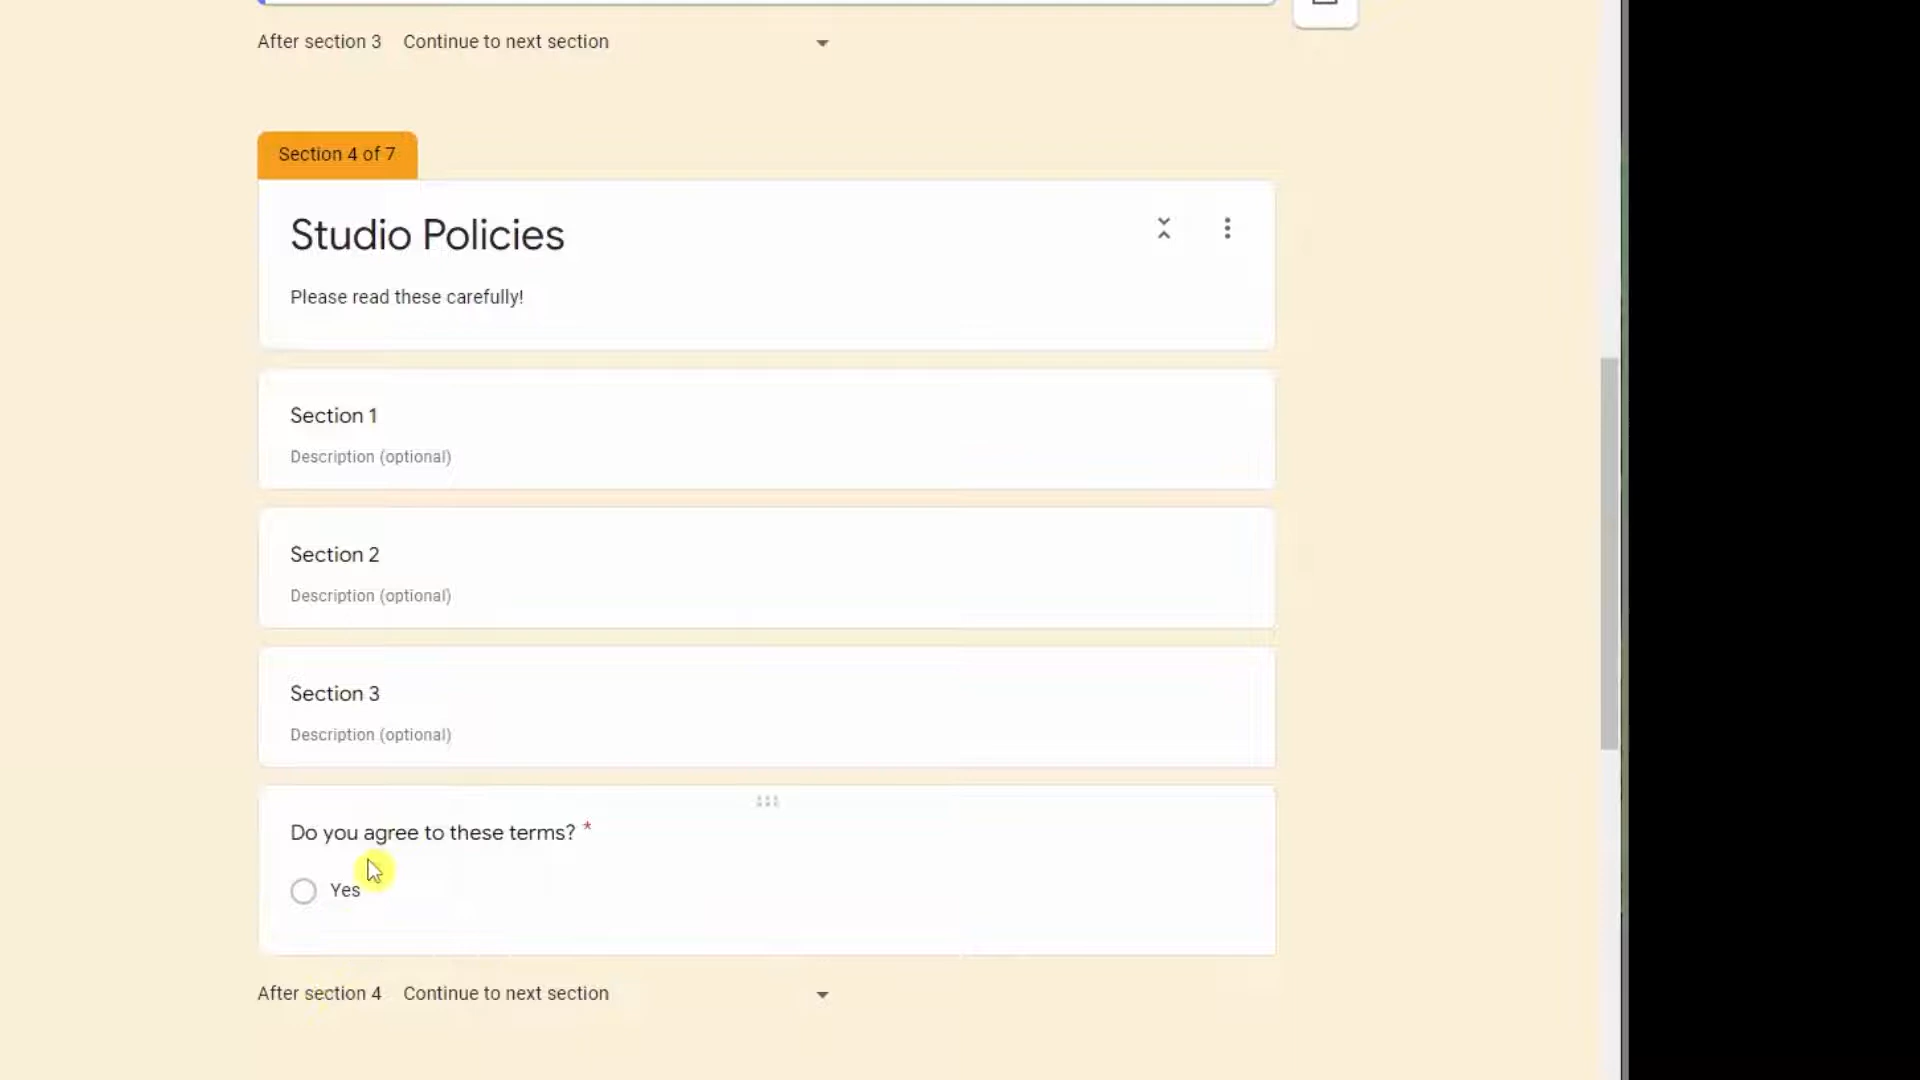 After section 3 Continue to next section
Section 4 of 7
Studio Policies
Please read these carefully!
Section 1
Description (optional)
Section 2
Description (optional)
Section 3
Description (optional)
Do you agree to these terms? *
Yes
After section 4 Continue to next section